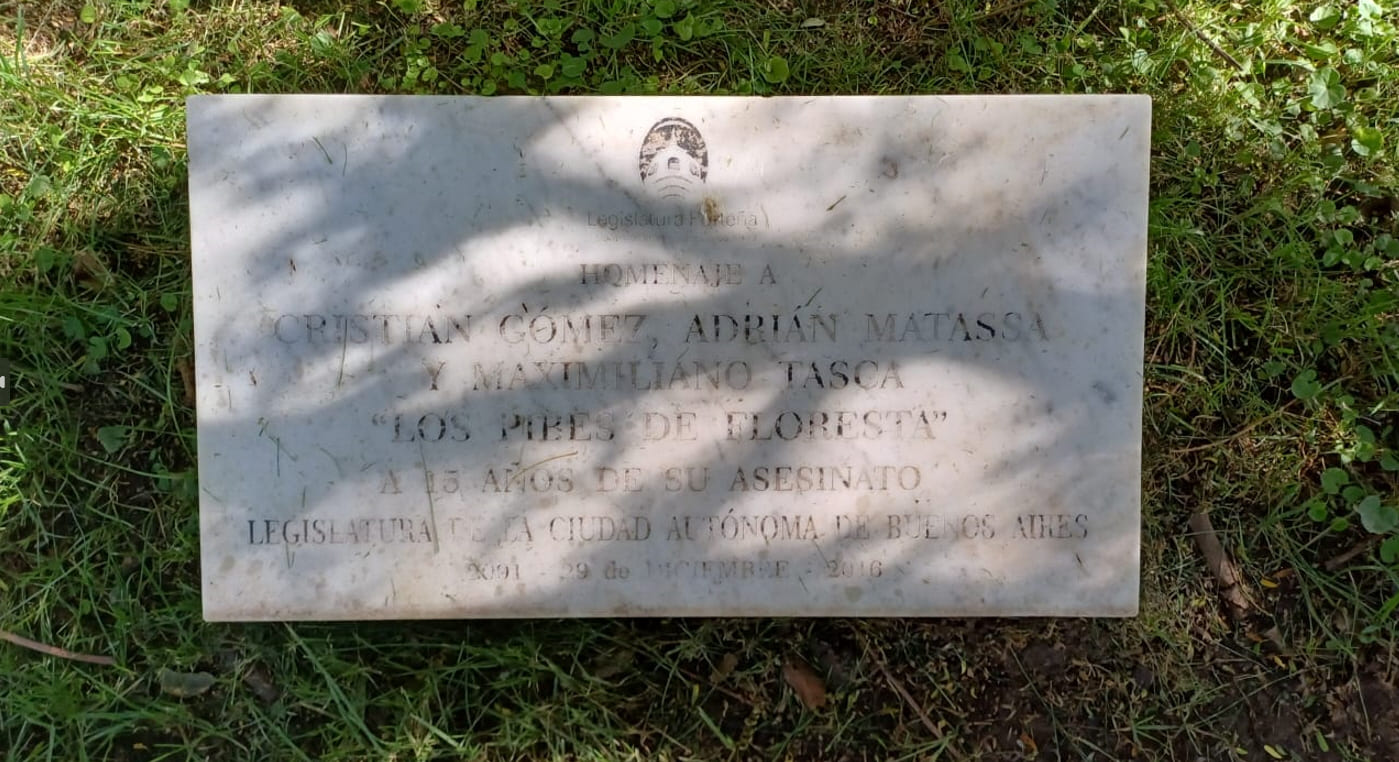 Legislatura Porteña
HOMENAJE A
CRISTIAN GÓMEZ, ADRIÁN MATASSA
Y MAXIMILIANO TASCA
“LOS PIBES DE FLORESTA”
A 15 AÑOS DE SU ASESINATO
LEGISLATURA DE LA CIUDAD AUTÓNOMA DE BUENOS AIRES
2001 - 29 de DICIEMBRE - 2016